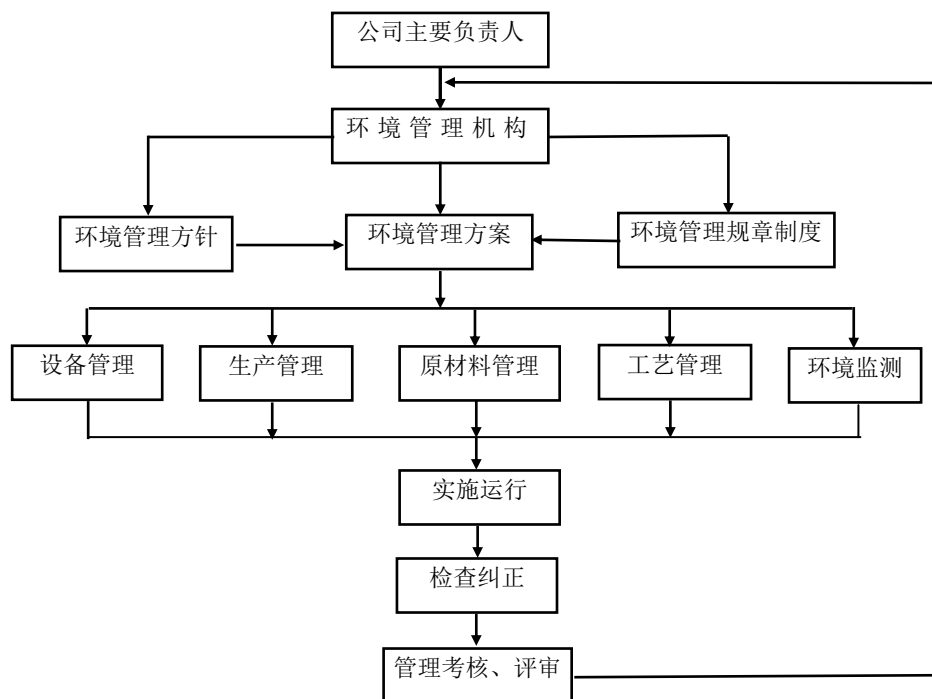 公司主要负责人
环境管理机构
环境管理方针
环境管理方案
环境管理规章制度
设备管理
生产管理
原材料管理
工艺管理
环境监测
实施运行
检查纠正
管理考核、评审